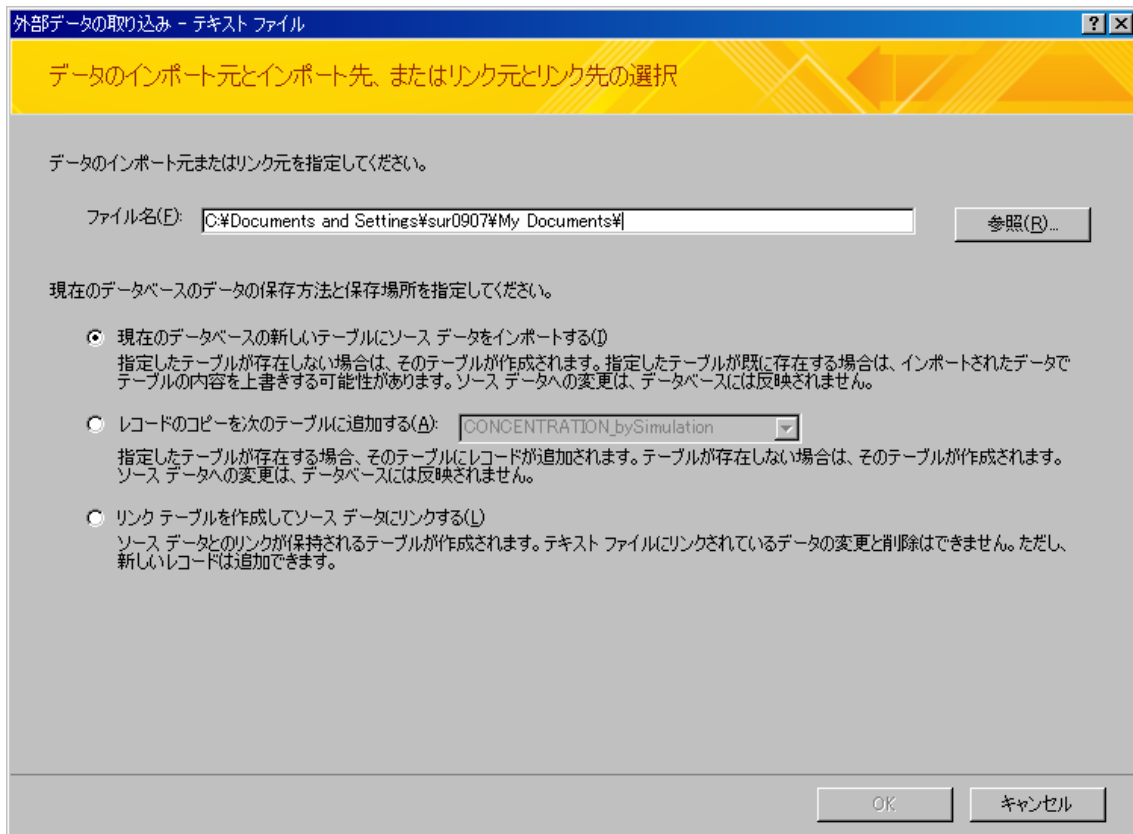 外部データの取り込み - テキスト ファイル
データのインポート元とインポート先、またはリンク元とリンク先の選択
データのインポート元またはリンク元を指定してください。
ファイル名(F): C:¥Documents and Settings¥sur0907¥My Documents¥ 参照(R)...
現在のデータベースのデータの保存方法と保存場所を指定してください。
現在のデータベースの新しいテーブルにソース データをインポートする(I)
指定したテーブルが存在しない場合は、そのテーブルが作成されます。指定したテーブルが既に存在する場合は、インポートされたデータで
テーブルの内容を上書きする可能性があります。ソース データへの変更は、データベースには反映されません。
レコードのコピーを次のテーブルに追加する(A): CONCENTRATION_bySimulation
指定したテーブルが存在する場合、そのテーブルにレコードが追加されます。テーブルが存在しない場合は、そのテーブルが作成されます。
ソース データへの変更は、データベースには反映されません。
リンク テーブルを作成してソース データにリンクする(L)
ソース データとのリンクが保持されるテーブルが作成されます。テキスト ファイルにリンクされているデータの変更と削除はできません。ただし、
新しいレコードは追加できます。
OK キャンセル